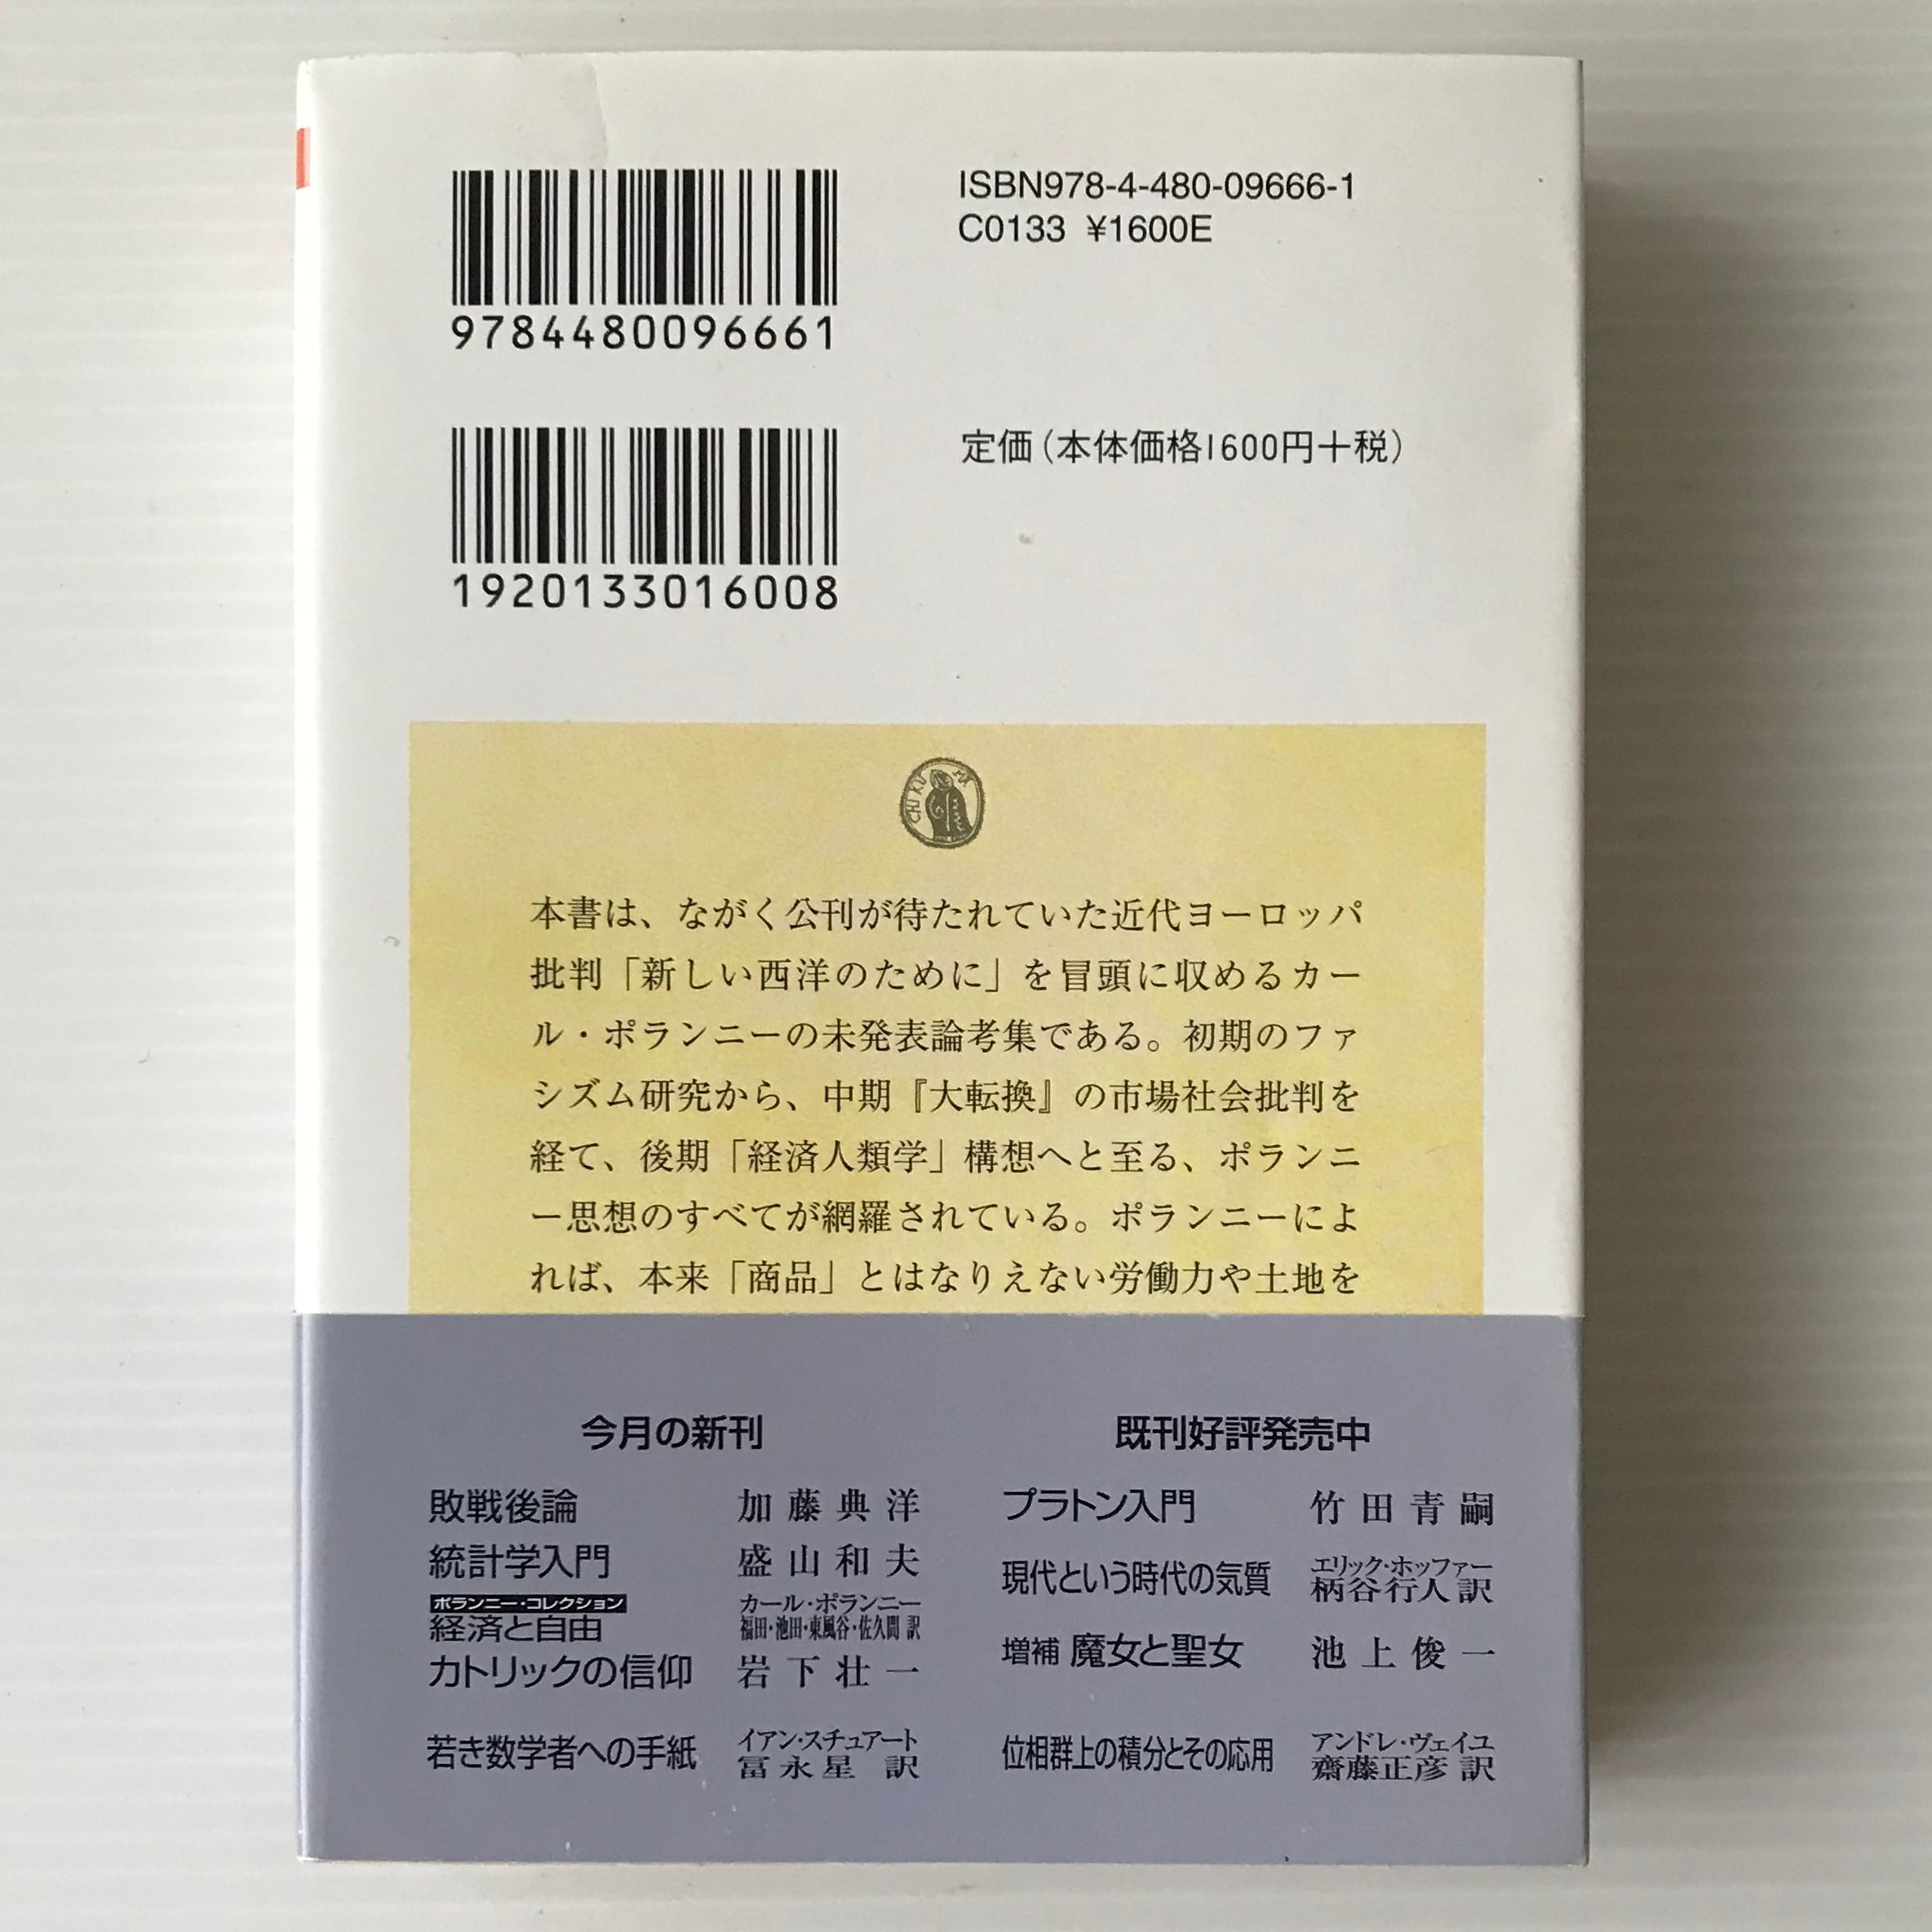 ISBN978-4-480-09666-1
C0133 ¥1600E
9784480096661
定価(本体価格1600円+税)
1920133016008
CHIKUMA
本書は、ながく公刊が待たれていた近代ヨーロッパ
批判「新しい西洋のために」を冒頭に収めるカー
ル・ポランニーの未発表論考集である。初期のファ
シズム研究から、中期『大転換』の市場社会批判を
経て、後期「経済人類学」構想へと至る、ポランニ
ー思想のすべてが網羅されている。ポランニーによ
れば、本来「商品」とはなりえない労働力や土地を
今月の新刊
敗戦後論 加藤典洋
統計学入門 盛山和夫
ポランニー・コレクション
経済と自由
カール・ポランニー
福田・池田・東風谷・佐久間 訳
カトリックの信仰 岩下壮一
若き数学者への手紙
イアン・スチュアート
冨永星 訳
既刊好評発売中
プラトン入門 竹田青嗣
現代という時代の気質
エリック・ホッファー
柄谷行人 訳
増補 魔女と聖女 池上俊一
位相群上の積分とその応用
アンドレ・ヴェイユ
齋藤正彦 訳